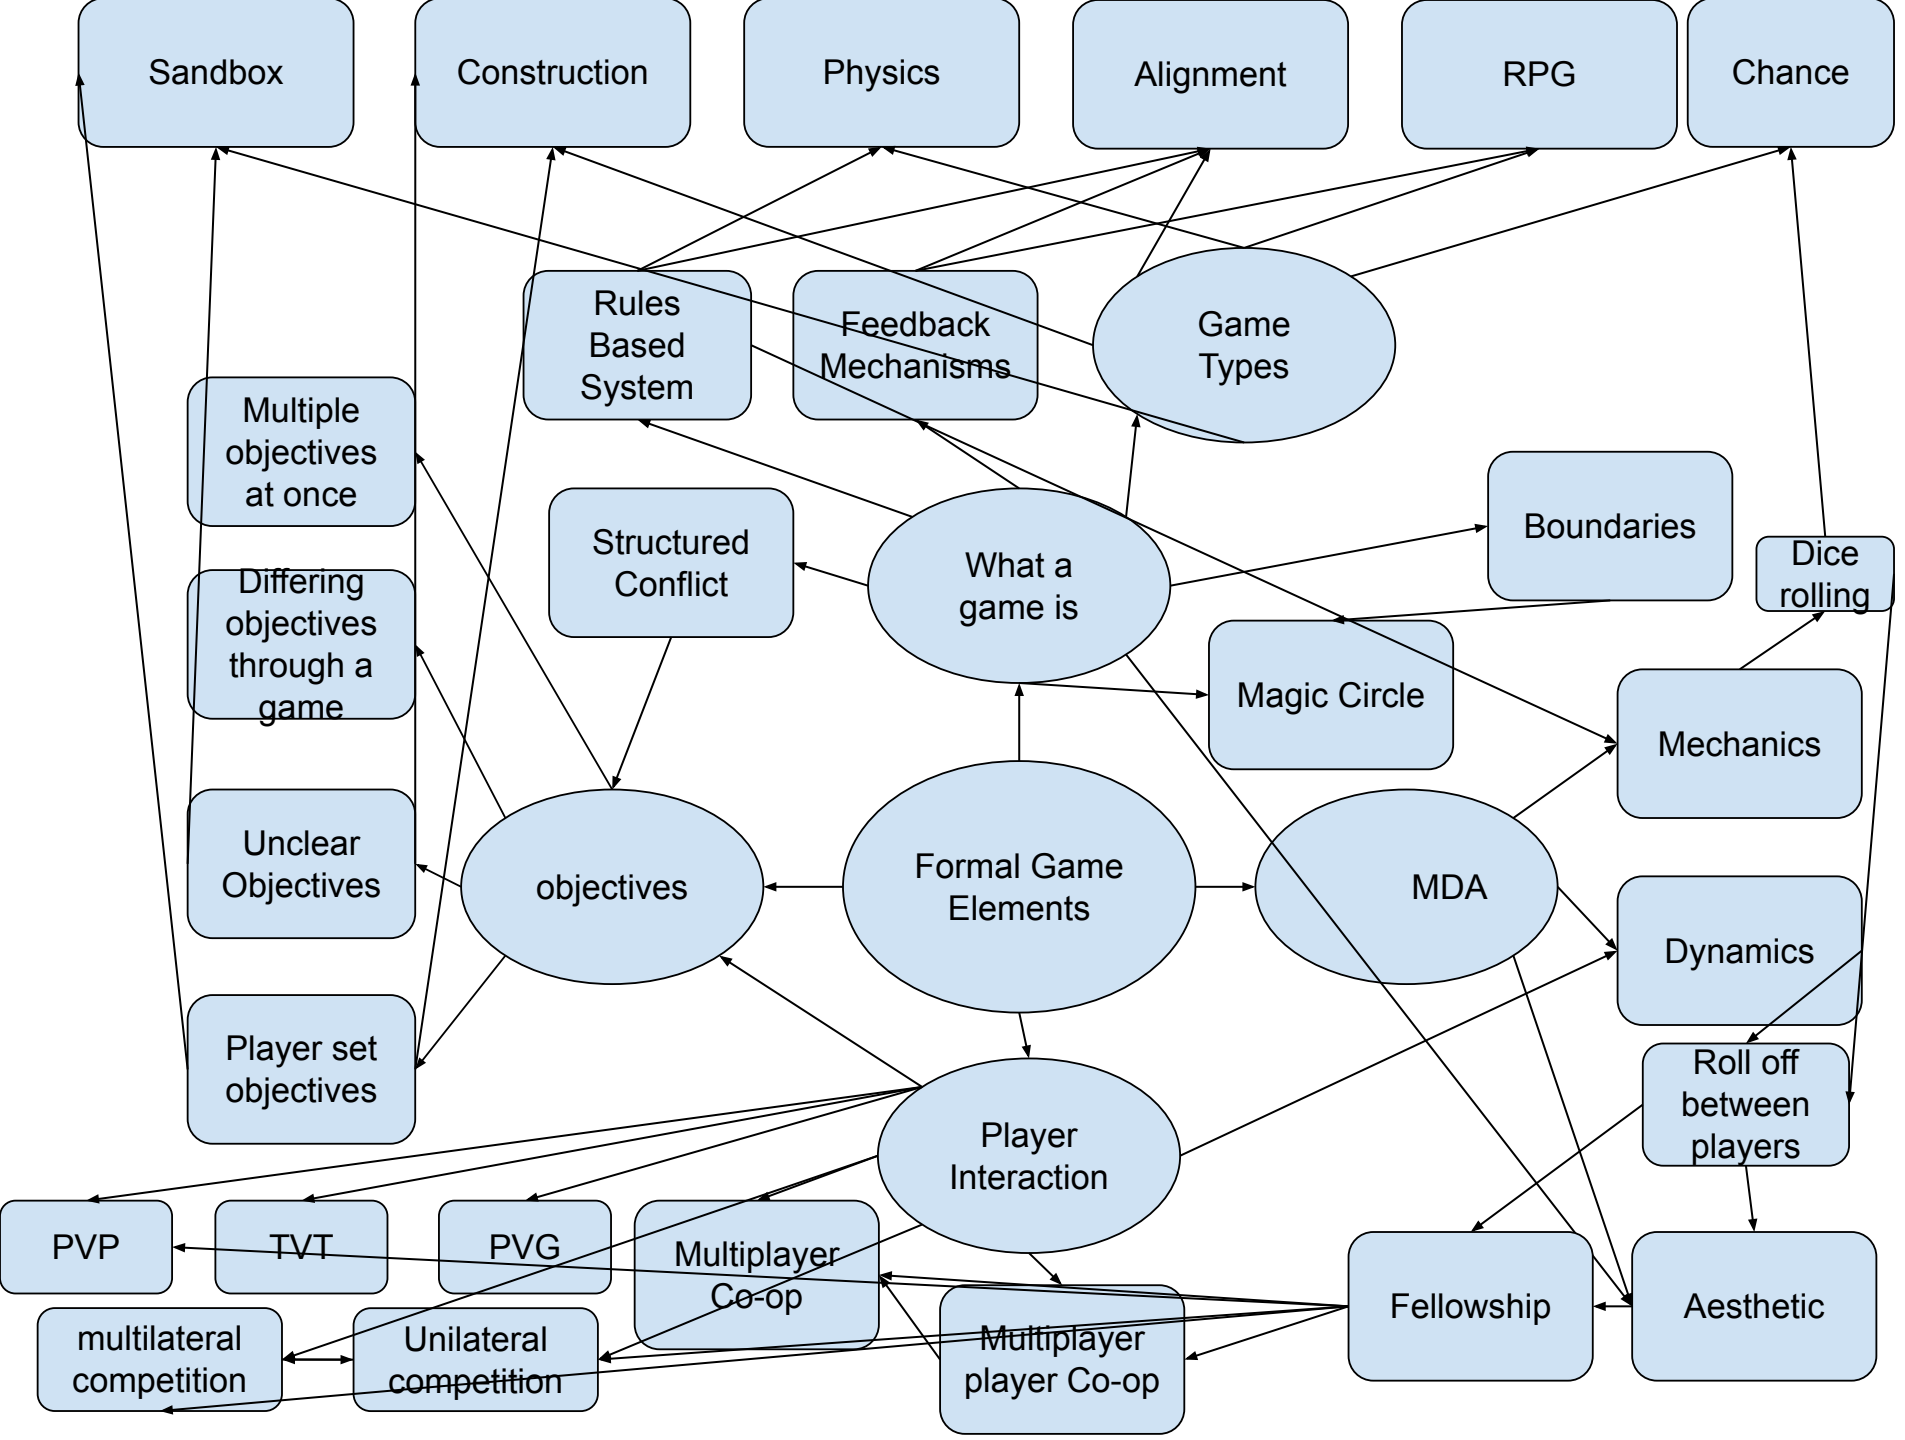 Sandbox
Construction
Physics
Alignment
RPG
Chance
Rules
Based
System
Feedback
Mechanisms
Game
Types
Multiple
objectives
at once
Structured
Conflict
What a
game is
Boundaries
Dice
rolling
Differing
objectives
through a
game
Magic Circle
Mechanics
Unclear
Objectives
objectives
Formal Game
Elements
MDA
Dynamics
Player set
objectives
Player
Interaction
Roll off
between
players
PVP
TVT
PVG
Multiplayer
Co-op
Fellowship
Aesthetic
multilateral
competition
Unilateral
competition
Multiplayer
player Co-op